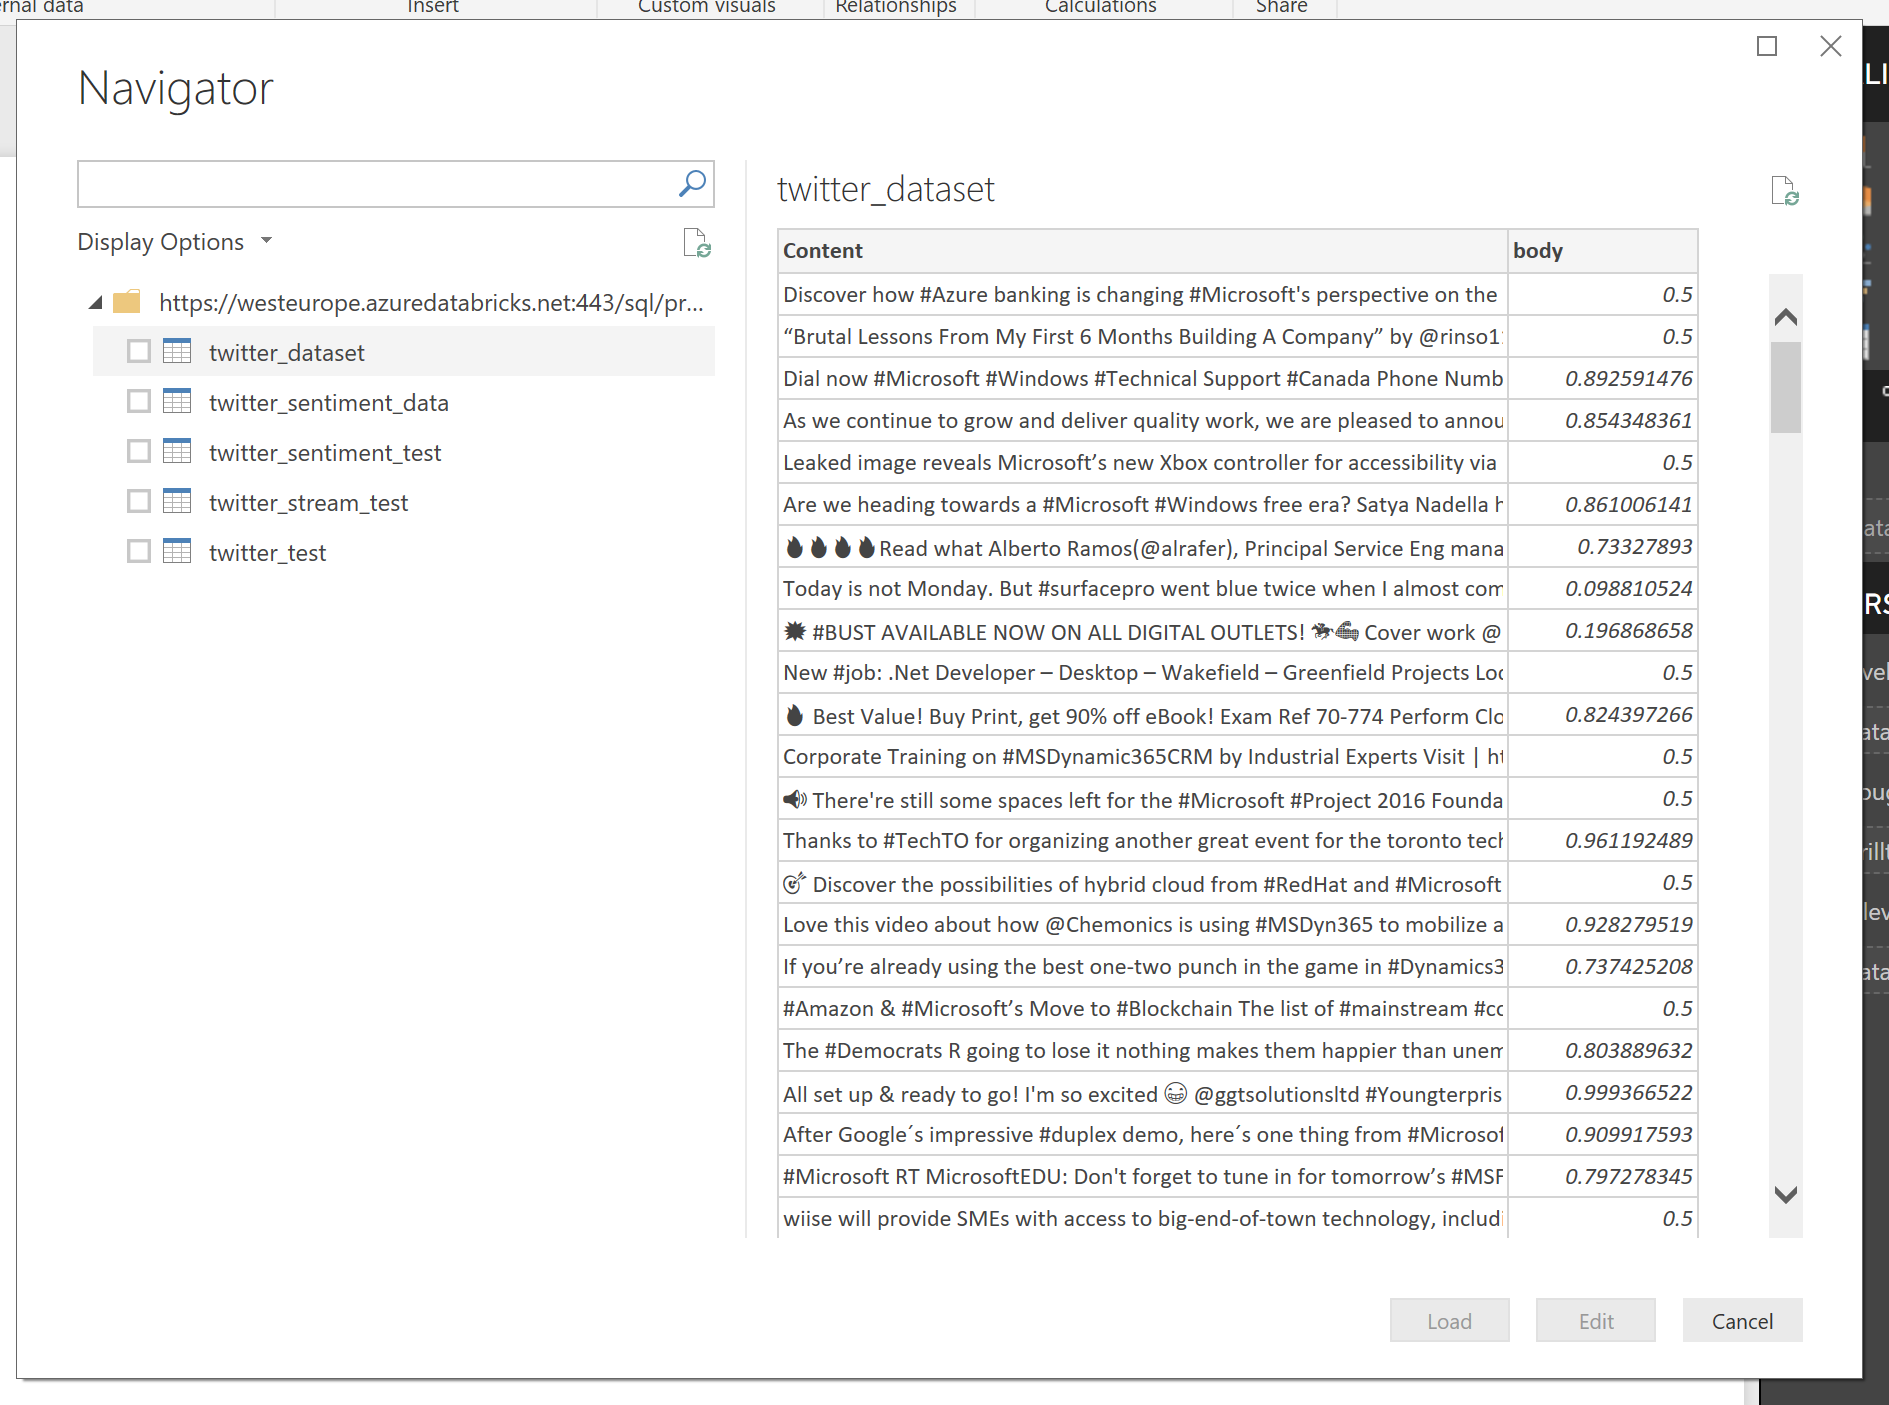 Insert
Custom visuals
Relationships
Calculations
Share
Navigator
Display Options
https://westeurope.azuredatabricks.net:443/sql/pr...
twitter_dataset
twitter_sentiment_data
twitter_sentiment_test
twitter_stream_test
twitter_test
twitter_dataset
Content body
Discover how #Azure banking is changing #Microsoft's perspective on the 0.5
“Brutal Lessons From My First 6 Months Building A Company” by @rinso1 0.5
Dial now #Microsoft #Windows #Technical Support #Canada Phone Numb 0.892591476
As we continue to grow and deliver quality work, we are pleased to annou 0.854348361
Leaked image reveals Microsoft’s new Xbox controller for accessibility via 0.5
Are we heading towards a #Microsoft #Windows free era? Satya Nadella h 0.861006141
🔥🔥🔥🔥Read what Alberto Ramos(@alrafer), Principal Service Eng mana 0.73327893
Today is not Monday. But #surfacepro went blue twice when I almost com 0.098810524
#BUST AVAILABLE NOW ON ALL DIGITAL OUTLETS! Cover work @ 0.196868658
New #job: .Net Developer – Desktop – Wakefield – Greenfield Projects Loc 0.5
🔥 Best Value! Buy Print, get 90% off eBook! Exam Ref 70-774 Perform Clo 0.824397266
Corporate Training on #MSDynamic365CRM by Industrial Experts Visit | ht 0.5
🔊 There're still some spaces left for the #Microsoft #Project 2016 Founda 0.5
Thanks to #TechTO for organizing another great event for the toronto tech 0.961192489
🎯 Discover the possibilities of hybrid cloud from #RedHat and #Microsoft 0.5
Love this video about how @Chemonics is using #MSDyn365 to mobilize a 0.928279519
If you’re already using the best one-two punch in the game in #Dynamics3 0.737425208
#Amazon & #Microsoft’s Move to #Blockchain The list of #mainstream #co 0.5
The #Democrats R going to lose it nothing makes them happier than unem 0.803889632
All set up & ready to go! I'm so excited 😁 @ggtsolutionsltd #Youngterpris 0.999366522
After Google´s impressive #duplex demo, here´s one thing from #Microsof 0.909917593
#Microsoft RT MicrosoftEDU: Don't forget to tune in for tomorrow’s #MSF 0.797278345
wiise will provide SMEs with access to big-end-of-town technology, includi 0.5
Load
Edit
Cancel